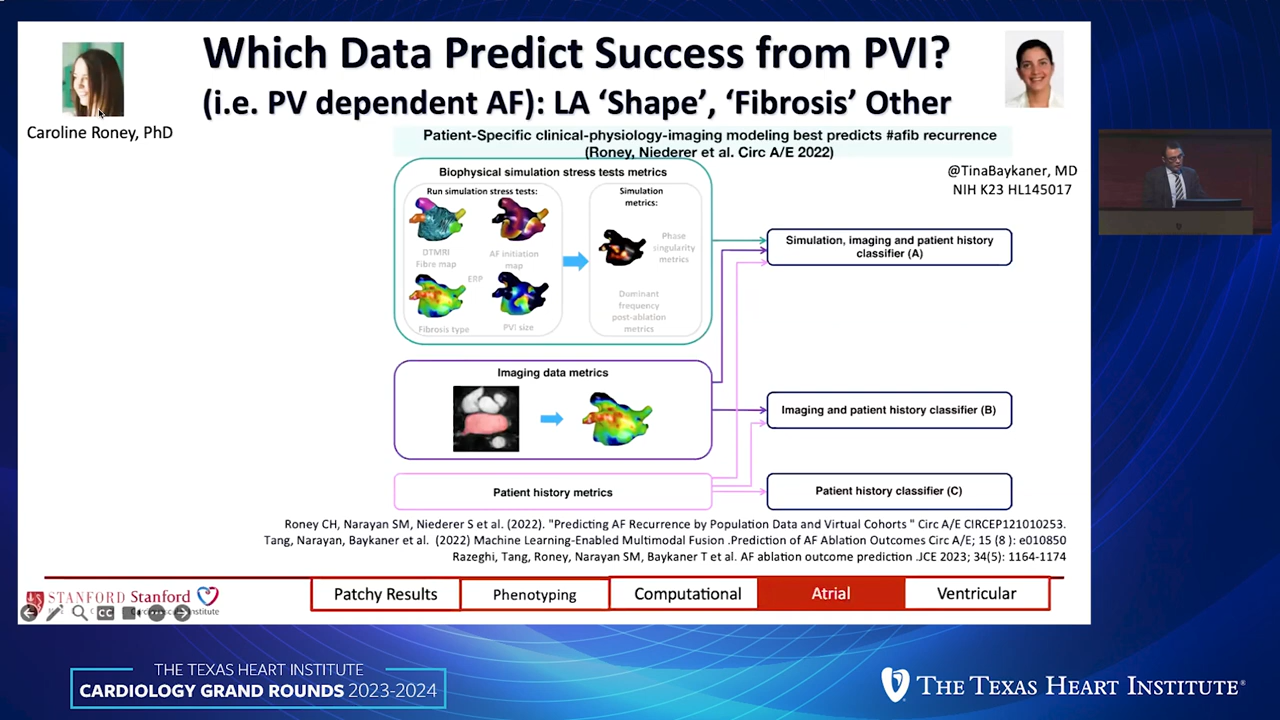 Which Data Predict Success from PVI?
(i.e. PV dependent AF): LA ‘Shape’, ‘Fibrosis’ Other
Caroline Roney, PhD
Patient-Specific clinical-physiology-imaging modeling best predicts #afib recurrence
(Roney, Niederer et al. Circ A/E 2022)
@TinaBaykaner, MD
NIH K23 HL145017
Biophysical simulation stress tests metrics
Run simulation stress tests:
DTMRI
Fibre map
AF initiation
map
ERP
Fibrosis type
PVI size
Simulation
metrics:
Phase
singularity
metrics
Dominant
frequency
post-ablation
metrics
Simulation, imaging and patient history
classifier (A)
Imaging data metrics
Imaging and patient history classifier (B)
Patient history metrics
Patient history classifier (C)
Roney CH, Narayan SM, Niederer S et al. (2022). "Predicting AF Recurrence by Population Data and Virtual Cohorts " Circ A/E CIRCEP121010253.
Tang, Narayan, Baykaner et al. (2022) Machine Learning-Enabled Multimodal Fusion .Prediction of AF Ablation Outcomes Circ A/E; 15 (8 ): e010850
Razeghi, Tang, Roney, Narayan SM, Baykaner T et al. AF ablation outcome prediction .JCE 2023; 34(5): 1164-1174
STANFORD Stanford
Patchy Results
Phenotyping
Computational
Atrial
Ventricular
CC
THE TEXAS HEART INSTITUTE
CARDIOLOGY GRAND ROUNDS 2023-2024
THE TEXAS HEART INSTITUTE®